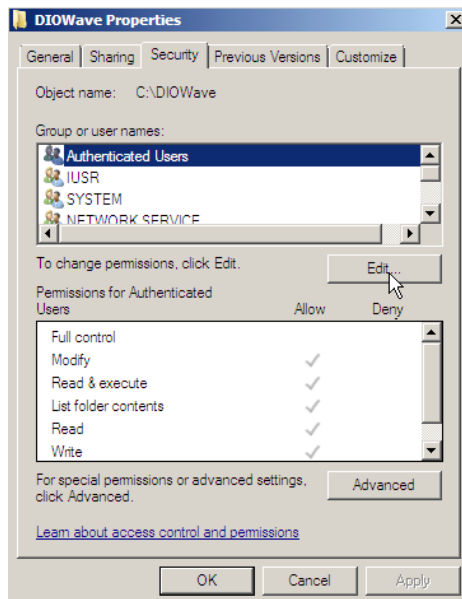 DIOWave Properties
General Sharing Security Previous Versions Customize
Object name: C:\DIOWave
Group or user names:
Authenticated Users
IUSR
SYSTEM
NETWORK SERVICE
To change permissions, click Edit.
Edit...
Permissions for Authenticated
Users Allow Deny
Full control
Modify
Read & execute
List folder contents
Read
Write
For special permissions or advanced settings,
click Advanced.
Advanced
Learn about access control and permissions
OK Cancel Apply